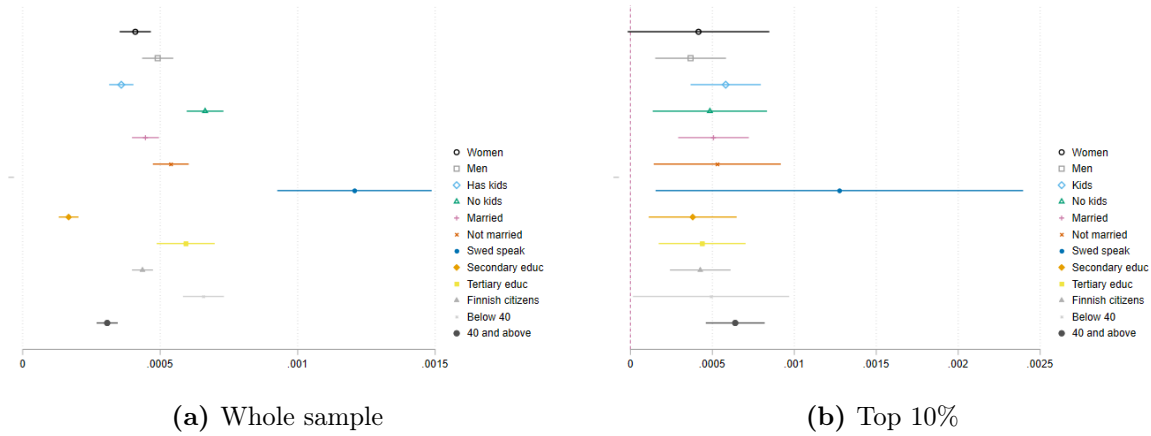 Women
Men
Has kids
No kids
Married
Not married
Swed speak
Secondary educ
Tertiary educ
Finnish citizens
Below 40
40 and above
0 .0005 .001 .0015
(a) Whole sample
Women
Men
Kids
No kids
Married
Not married
Swed speak
Secondary educ
Tertiary educ
Finnish citizens
Below 40
40 and above
0 .0005 .001 .0015 .002 .0025
(b) Top 10%